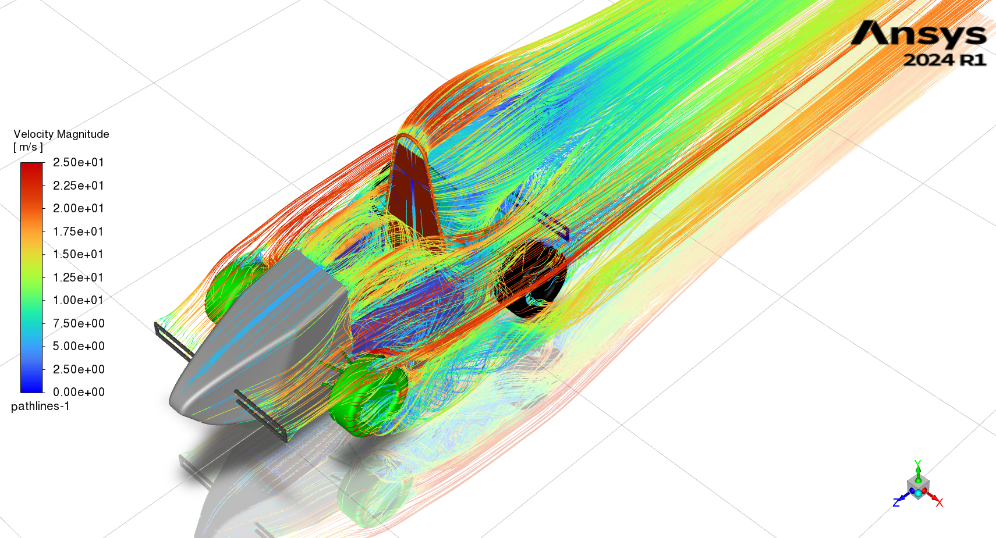 Ansys
2024 R1
Velocity Magnitude
[ m/s ]
2.50e+01
2.25e+01
2.00e+01
1.75e+01
1.50e+01
1.25e+01
1.00e+01
7.50e+00
5.00e+00
2.50e+00
0.00e+00
pathlines-1
Y
Z
X